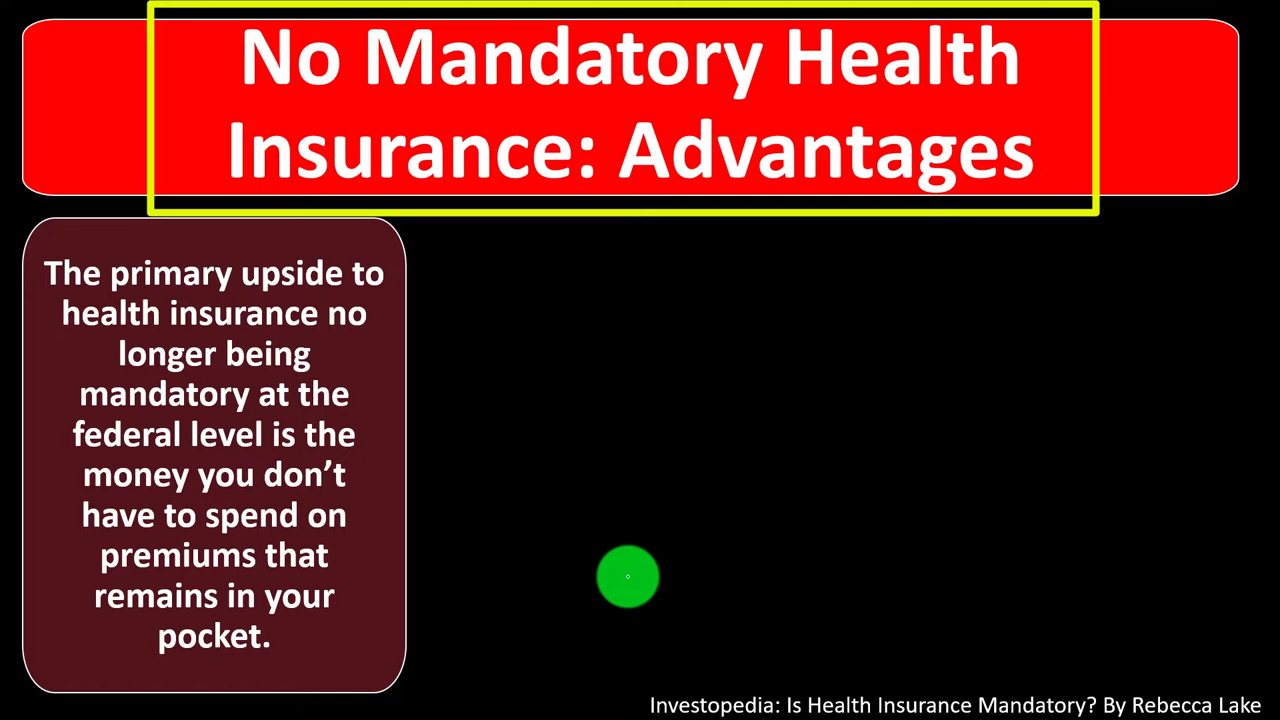 No Mandatory Health
Insurance: Advantages
The primary upside to
health insurance no
longer being
mandatory at the
federal level is the
money you don’t
have to spend on
premiums that
remains in your
pocket.
Investopedia: Is Health Insurance Mandatory? By Rebecca Lake